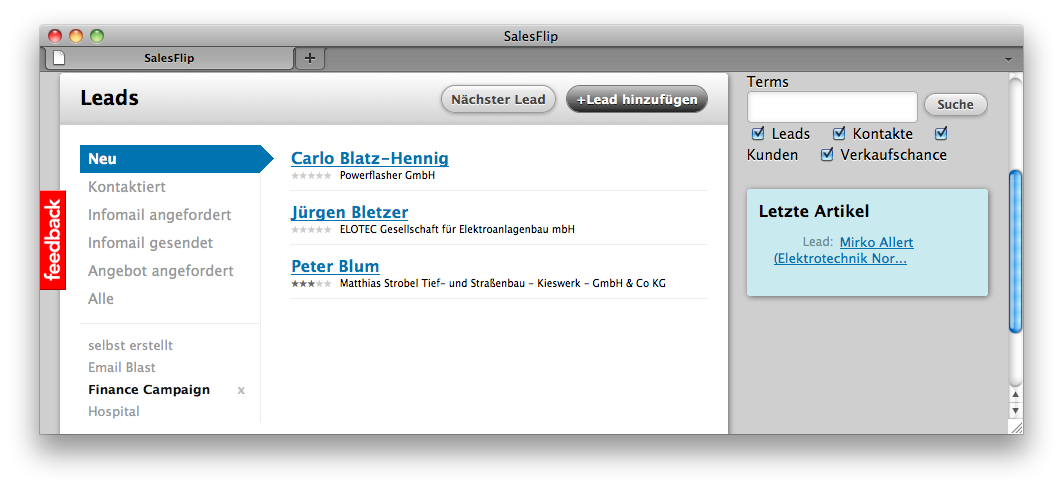 SalesFlip
SalesFlip
Leads
Nächster Lead
+Lead hinzufügen
Neu
Kontaktiert
Infomail angefordert
Infomail gesendet
Angebot angefordert
Alle
selbst erstellt
Email Blast
Finance Campaign x
Hospital
Carlo Blatz-Hennig
Powerflasher GmbH
Jürgen Bletzer
ELOTEC Gesellschaft für Elektroanlagenbau mbH
Peter Blum
Matthias Strobel Tief- und Straßenbau - Kieswerk - GmbH & Co KG
Terms
Suche
Leads Kontakte
Kunden Verkaufschance
Letzte Artikel
Lead: Mirko Allert
(Elektrotechnik Nor...
feedback